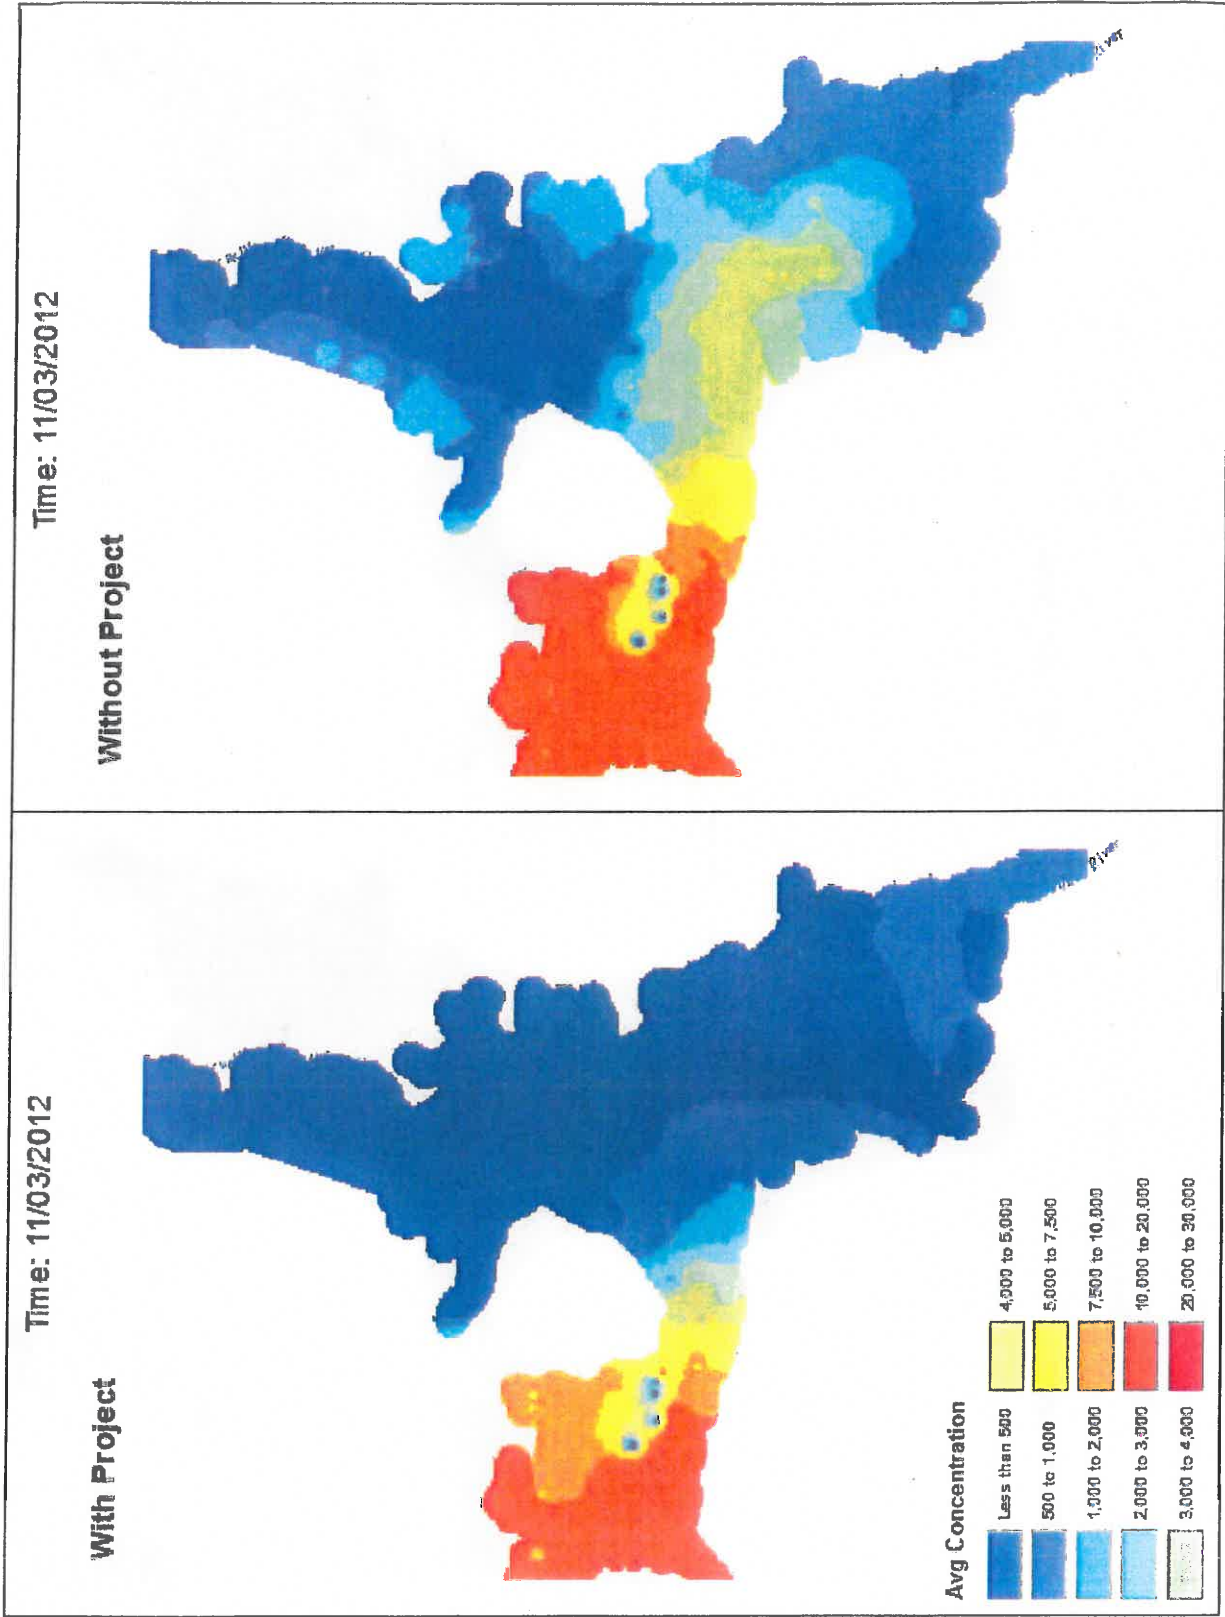 Time: 11/03/2012
With Project
River
Avg Concentration
Less than 500
500 to 1,000
1,000 to 2,000
2,000 to 3,000
3,000 to 4,000
4,000 to 5,000
5,000 to 7,500
7,500 to 10,000
10,000 to 20,000
20,000 to 30,000
Time: 11/03/2012
Without Project